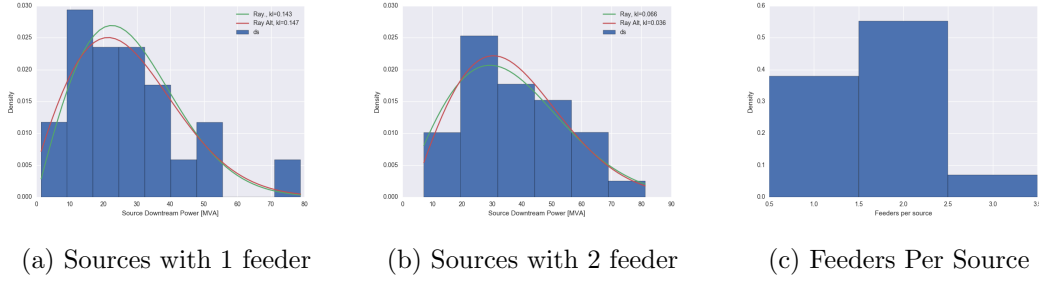 0.030
0.025
0.020
0.015
0.010
0.005
0.000
Density
0 10 20 30 40 50 60 70 80
Source Downtream Power [MVA]
Ray., kl=0.143
Ray Alt, kl=0.147
ds
(a) Sources with 1 feeder
0.030
0.025
0.020
0.015
0.010
0.005
0.000
Density
0 10 20 30 40 50 60 70 80 90
Source Downtream Power [MVA]
Ray, kl=0.066
Ray Alt, kl=0.036
ds
(b) Sources with 2 feeder
0.6
0.5
0.4
0.3
0.2
0.1
0.0
Density
0.5 1.0 1.5 2.0 2.5 3.0 3.5
Feeders per source
(c) Feeders Per Source